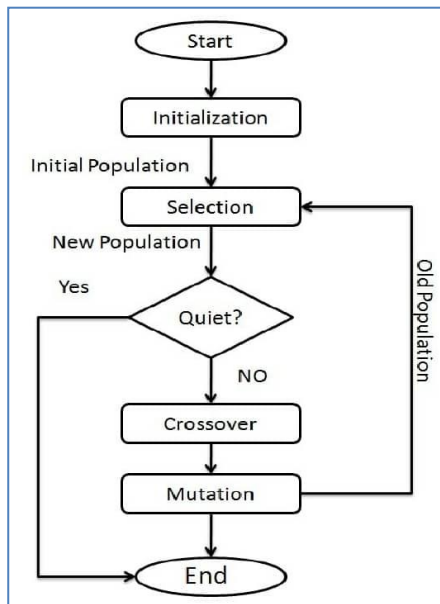 Start
Initialization
Initial Population
Selection
New Population
Yes
Quiet?
NO
Old Population
Crossover
Mutation
End